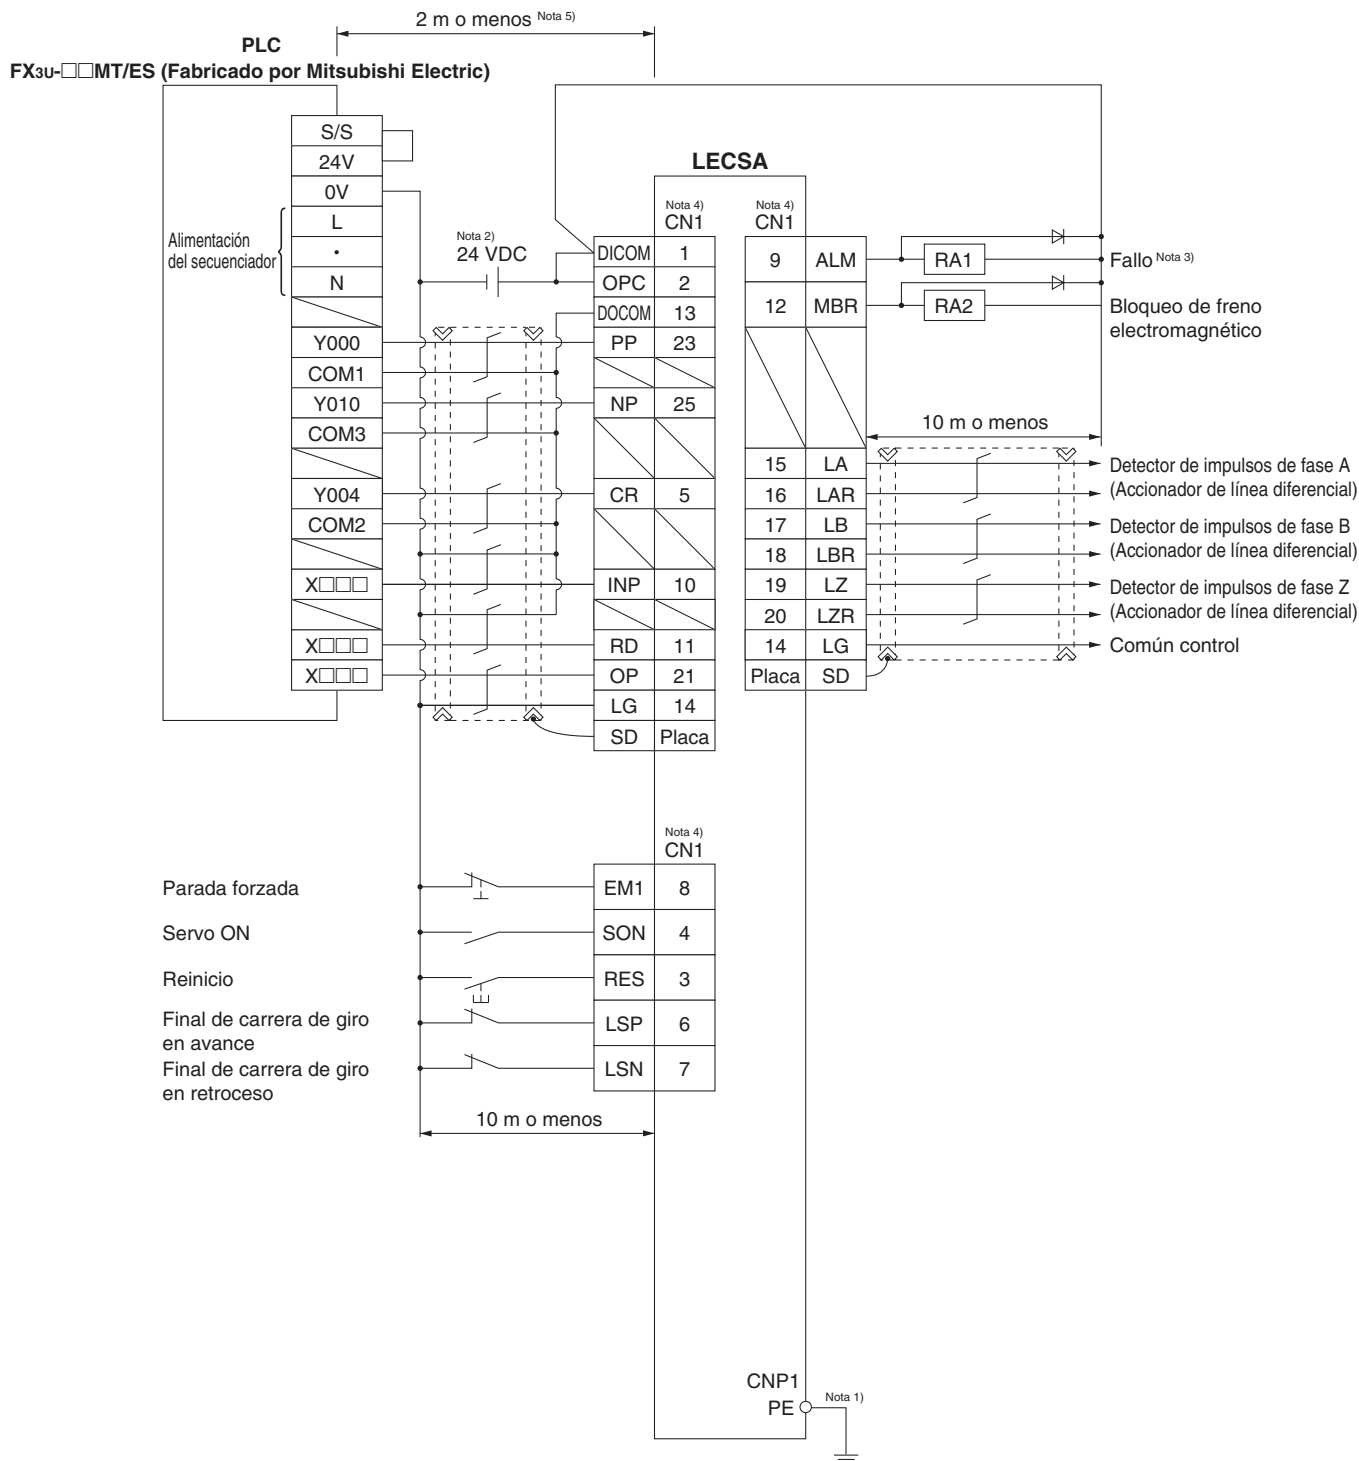 2 m o menos Nota 5)
PLC
FX3U-□□MT/ES (Fabricado por Mitsubishi Electric)
S/S
24V
0V
L
•
N
Alimentación
del secuenciador
Y000
COM1
Y010
COM3
Y004
COM2
X□□□
X□□□
X□□□
Nota 2)
24 VDC
LECSA
Nota 4)
CN1
DICOM 1
OPC 2
DOCOM 13
PP 23
NP 25
CR 5
INP 10
RD 11
OP 21
LG 14
SD Placa
Nota 4)
CN1
9 ALM
12 MBR
15 LA
16 LAR
17 LB
18 LBR
19 LZ
20 LZR
14 LG
Placa SD
RA1
Fallo Nota 3)
RA2
Bloqueo de freno
electromagnético
10 m o menos
Detector de impulsos de fase A
(Accionador de línea diferencial)
Detector de impulsos de fase B
(Accionador de línea diferencial)
Detector de impulsos de fase Z
(Accionador de línea diferencial)
Común control
Nota 4)
CN1
Parada forzada
EM1 8
Servo ON
SON 4
Reinicio
RES 3
Final de carrera de giro
en avance
LSP 6
Final de carrera de giro
en retroceso
LSN 7
10 m o menos
CNP1
PE
Nota 1)